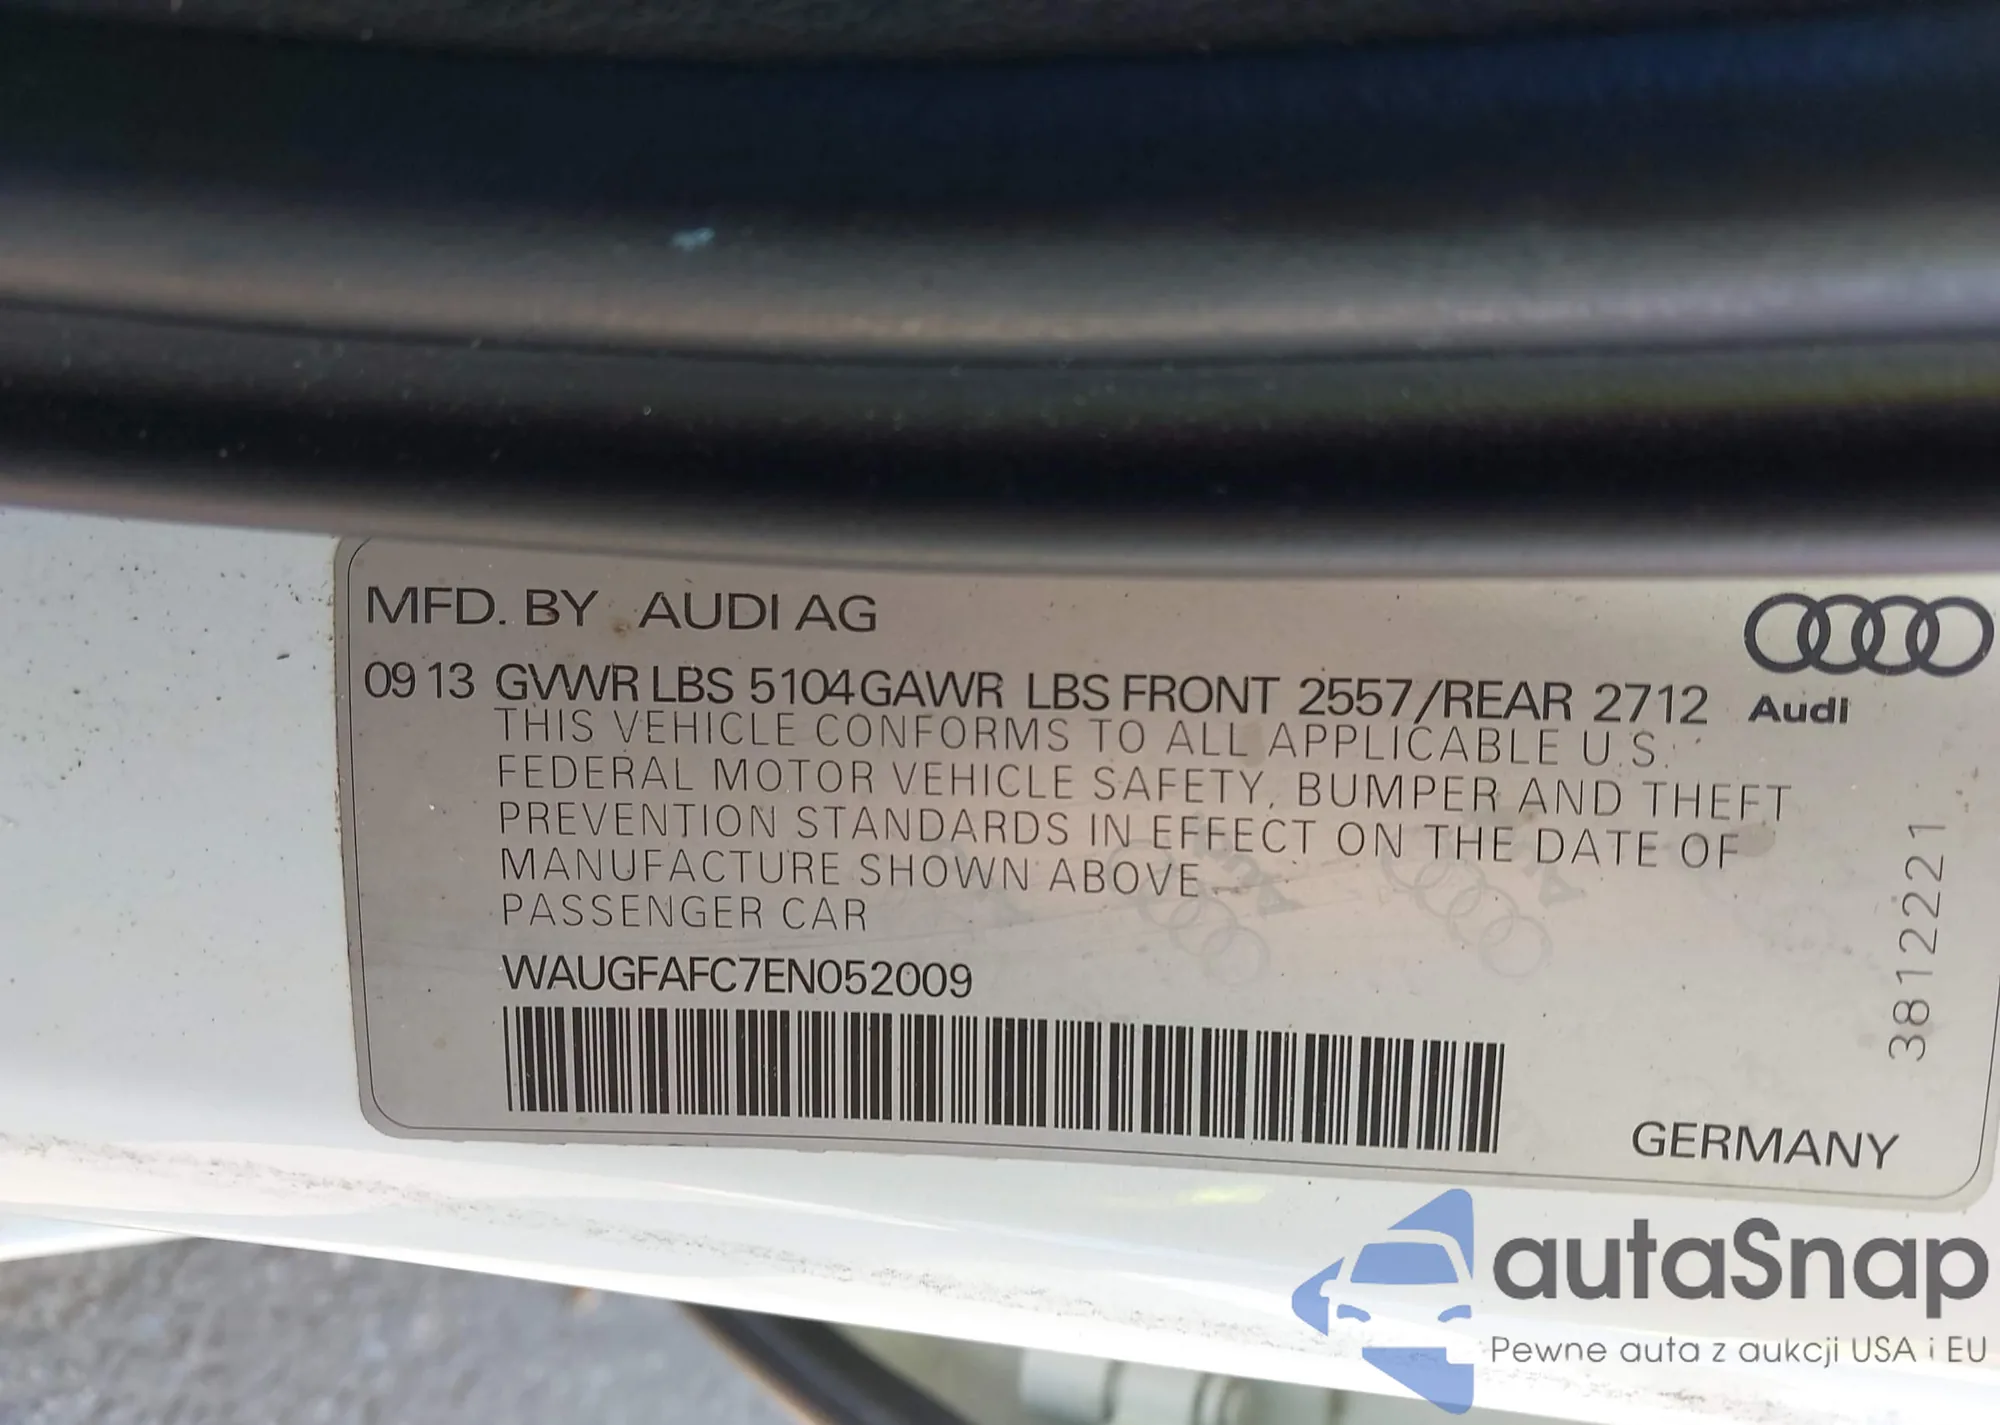 MFD. BY AUDI AG
09 13 GVWR LBS 5104 GAWR LBS FRONT 2557/REAR 2712
Audi
THIS VEHICLE CONFORMS TO ALL APPLICABLE U.S.
FEDERAL MOTOR VEHICLE SAFETY, BUMPER AND THEFT
PREVENTION STANDARDS IN EFFECT ON THE DATE OF
MANUFACTURE SHOWN ABOVE
PASSENGER CAR
WAUGFAFC7EN052009
3812221
GERMANY
autaSnap
Pewne auta z aukcji USA i EU